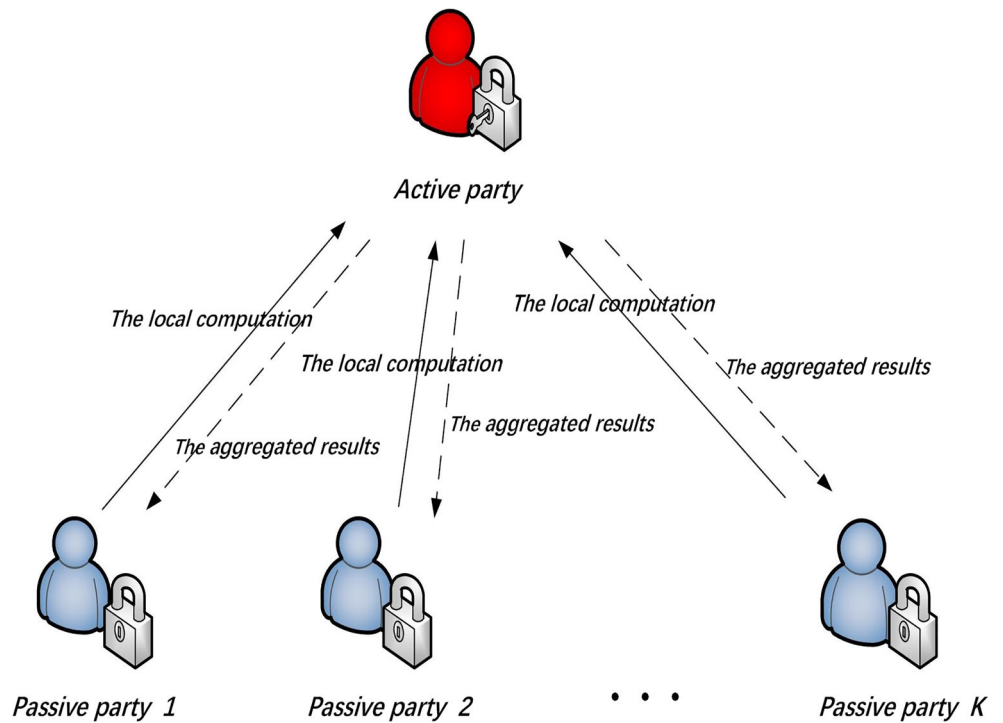 Active party
The local computation
The local computation
The local computation
The aggregated results
The aggregated results
The aggregated results
Passive party 1
Passive party 2
. . .
Passive party K